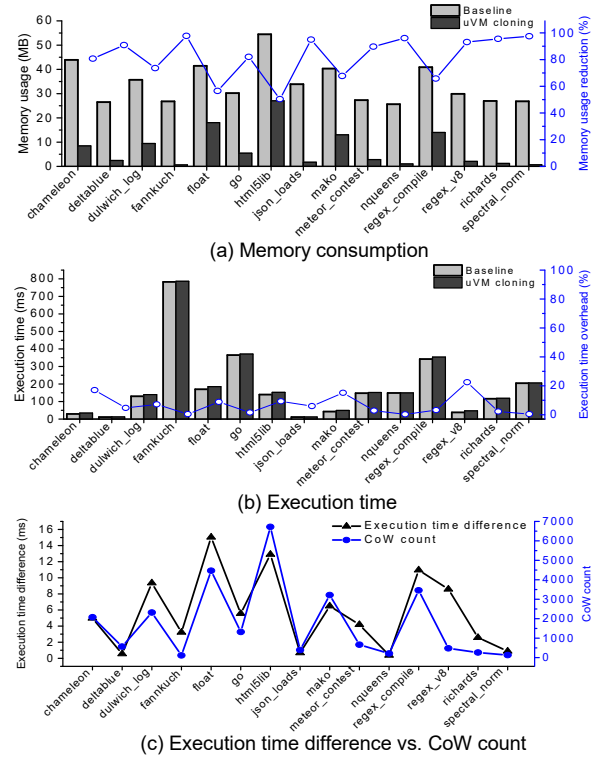 Baseline
uVM cloning
Memory usage (MB)
60
50
40
30
20
10
0
Memory usage reduction (%)
100
80
60
40
20
0
chameleon
deltablue
dulwich_log
fannkuch
float
go
html5lib
json_loads
mako
meteor_contest
nqueens
regex_compile
regex_v8
richards
spectral_norm
(a) Memory consumption
Baseline
uVM cloning
Execution time (ms)
800
700
600
500
400
300
200
100
0
Execution time overhead (%)
100
80
60
40
20
0
chameleon
deltablue
dulwich_log
fannkuch
float
go
html5lib
json_loads
mako
meteor_contest
nqueens
regex_compile
regex_v8
richards
spectral_norm
(b) Execution time
Execution time difference
CoW count
Execution time difference (ms)
16
14
12
10
8
6
4
2
0
CoW count
7000
6000
5000
4000
3000
2000
1000
0
chameleon
deltablue
dulwich_log
fannkuch
float
go
html5lib
json_loads
mako
meteor_contest
nqueens
regex_compile
regex_v8
richards
spectral_norm
(c) Execution time difference vs. CoW count